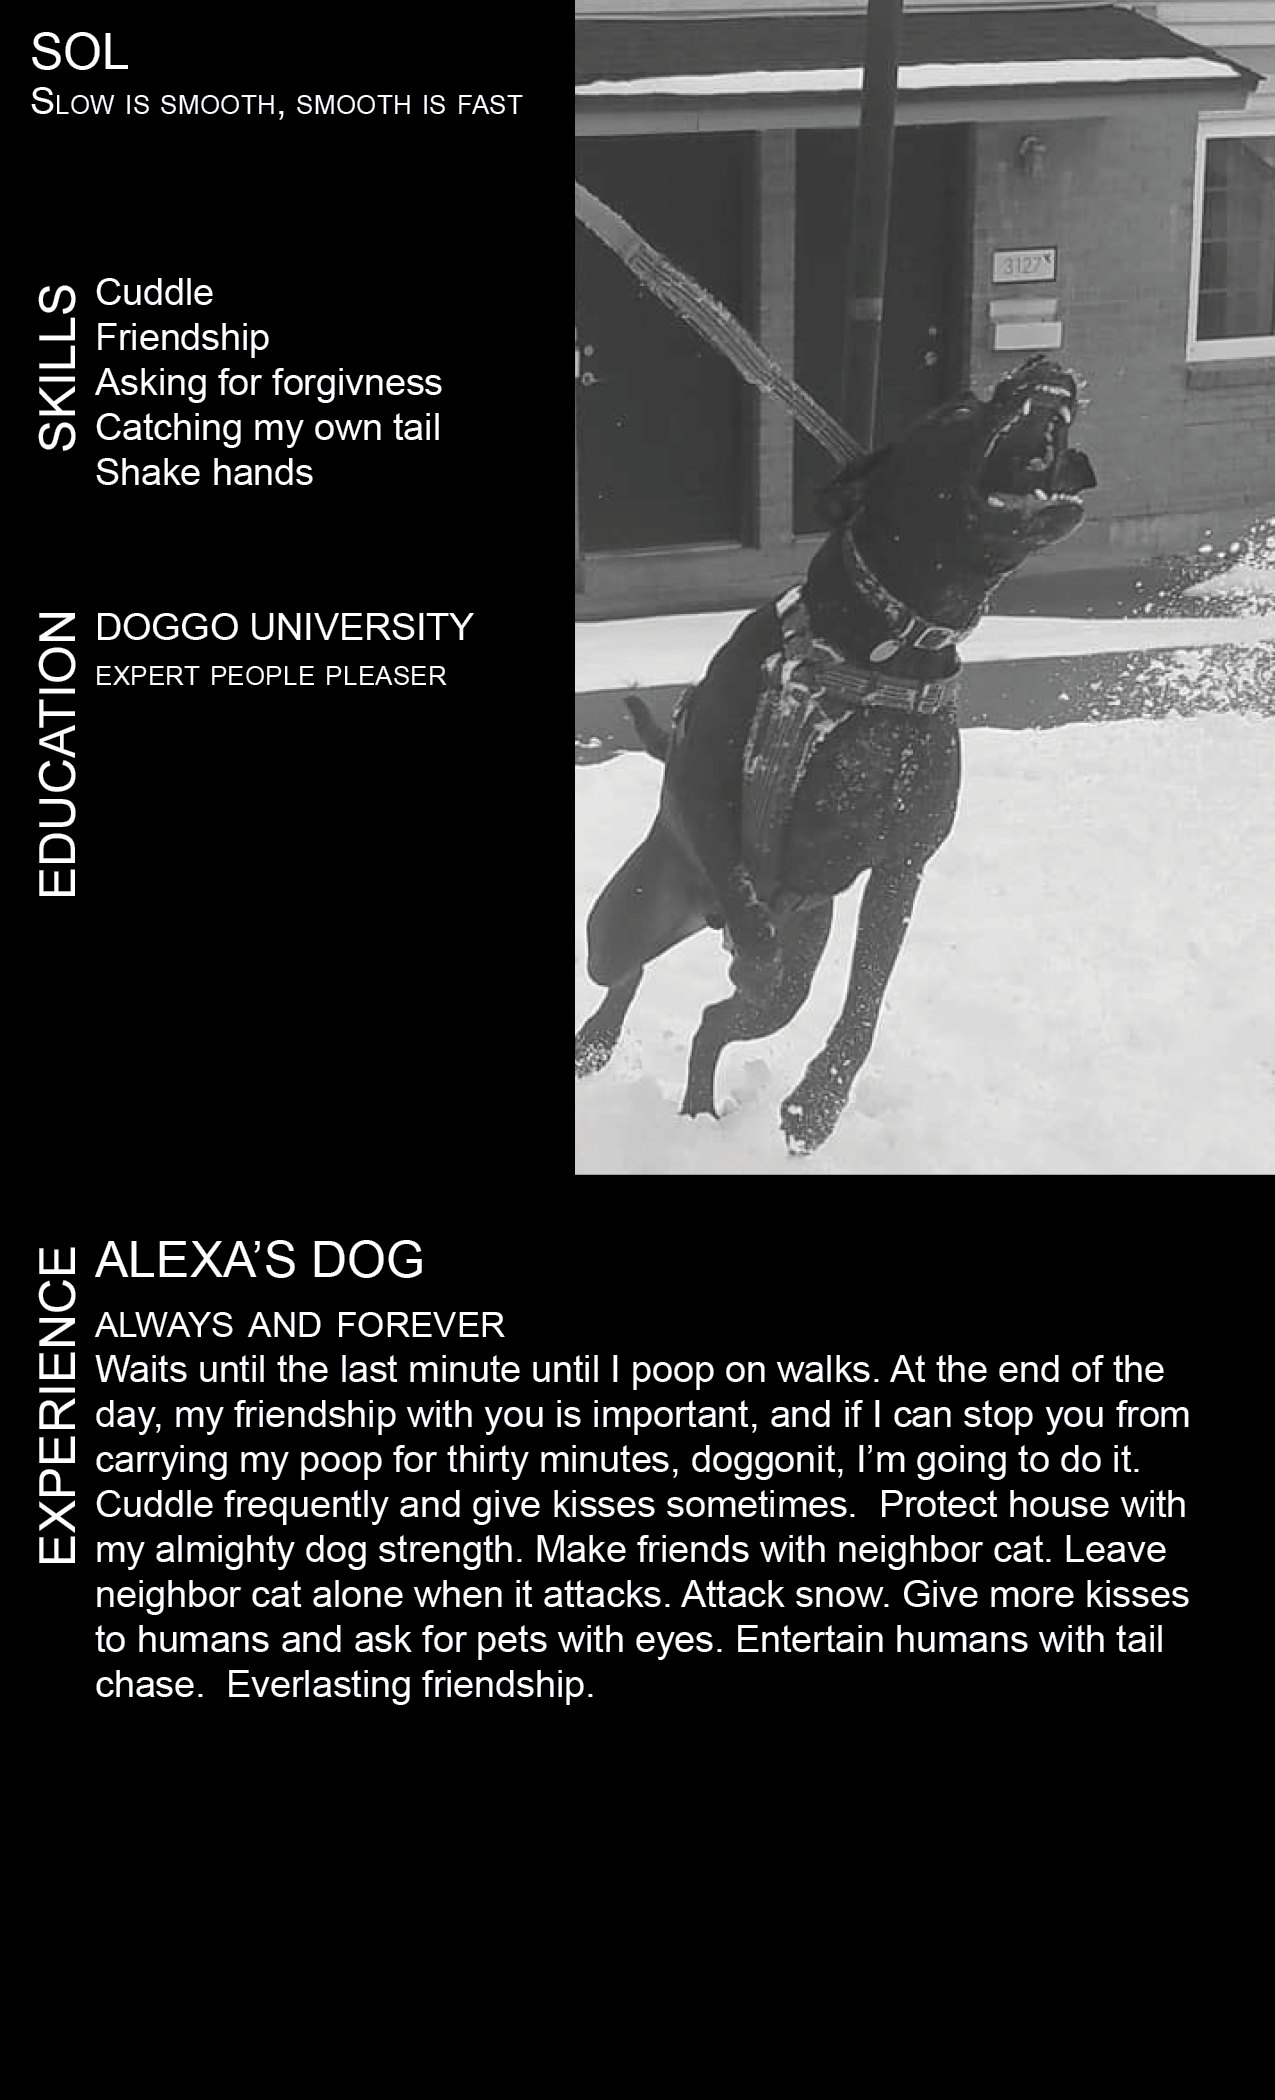 SOL
Slow is smooth, smooth is fast
SKILLS
Cuddle
Friendship
Asking for forgivness
Catching my own tail
Shake hands
EDUCATION
DOGGO UNIVERSITY
EXPERT PEOPLE PLEASER
3127
EXPERIENCE
ALEXA’S DOG
ALWAYS AND FOREVER
Waits until the last minute until I poop on walks. At the end of the
day, my friendship with you is important, and if I can stop you from
carrying my poop for thirty minutes, doggonit, I’m going to do it.
Cuddle frequently and give kisses sometimes.  Protect house with
my almighty dog strength. Make friends with neighbor cat. Leave
neighbor cat alone when it attacks. Attack snow. Give more kisses
to humans and ask for pets with eyes. Entertain humans with tail
chase.  Everlasting friendship.